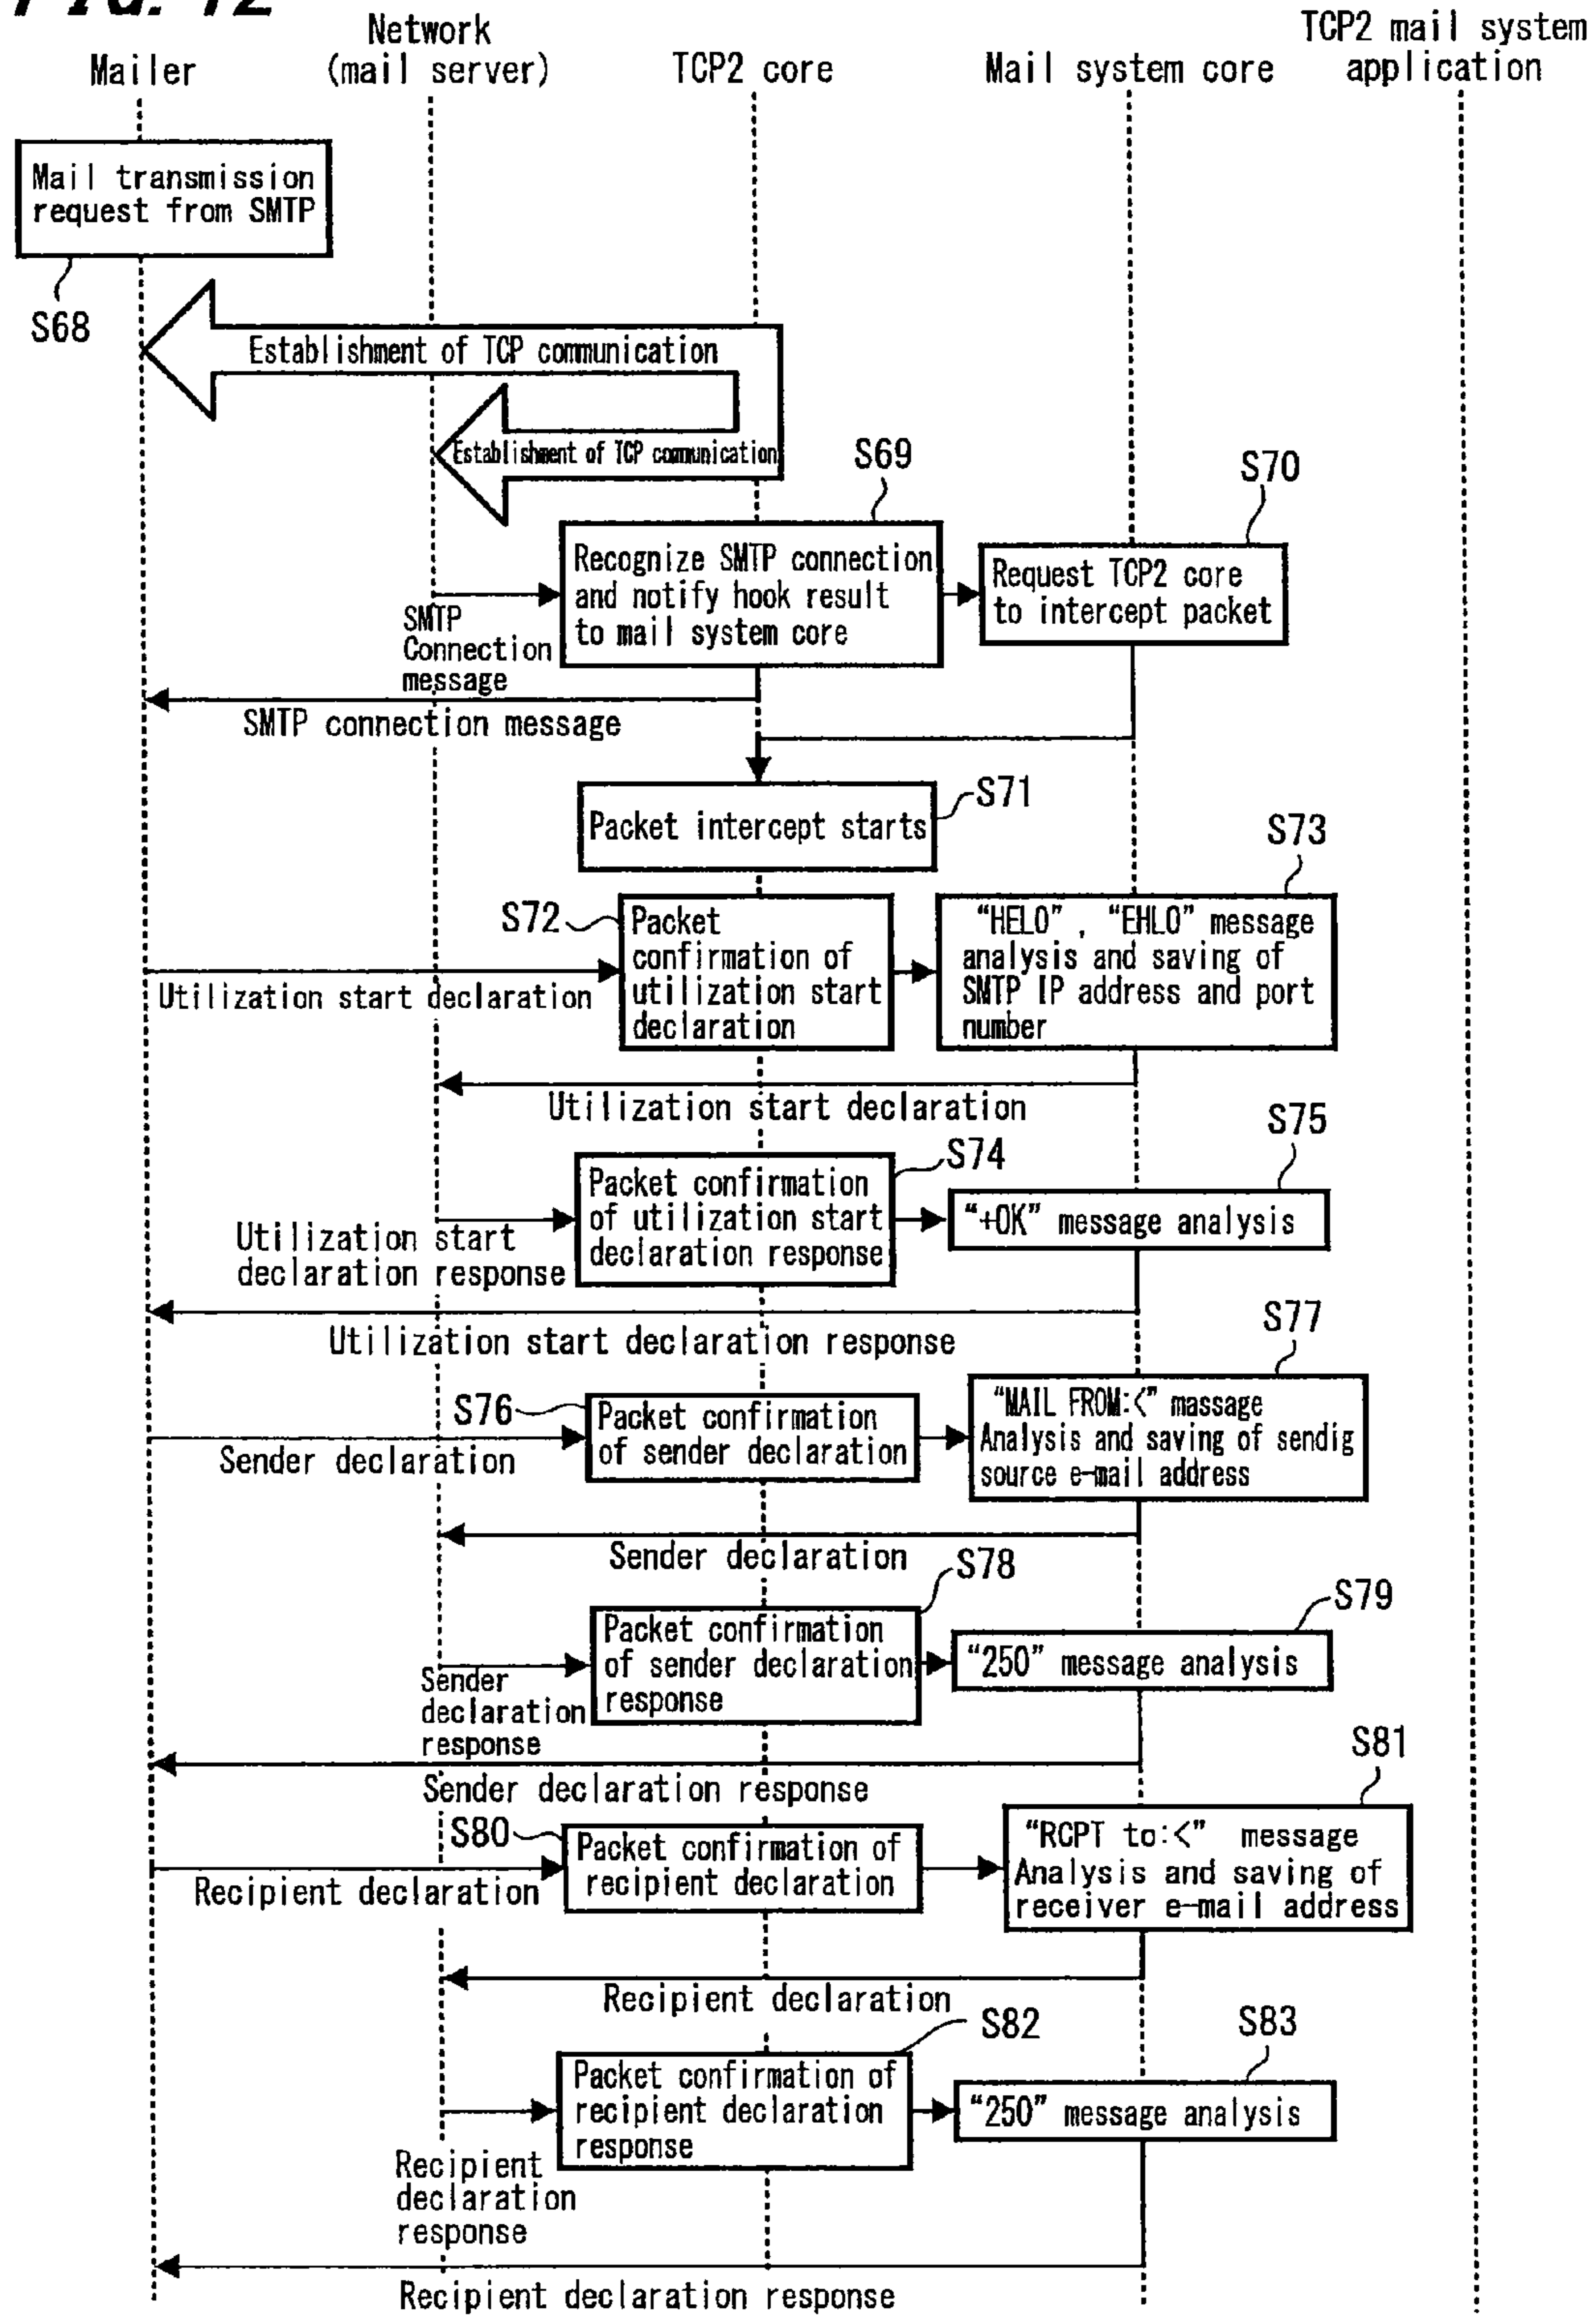 FIG. 12
Network
(mail server)
TCP2 mail system
application
Mailer
TCP2 core
Mail system core
Mail transmission
request from SMTP
S68
Establishment of TCP communication
Establishment of TCP communication
S69
S70
Recognize SMTP connection
and notify hook result
to mail system core
Request TCP2 core
to intercept packet
SMTP
Connection
message
SMTP connection message
S71
Packet intercept starts
S73
S72
Packet
confirmation of
utilization start
declaration
“HELO”, “EHLO” message
analysis and saving of
SMTP IP address and port
number
Utilization start declaration
Utilization start declaration
S75
S74
Packet confirmation
of utilization start
declaration response
“+OK” message analysis
Utilization start
declaration response
Utilization start declaration response
S77
S76
Packet confirmation
of sender declaration
“MAIL FROM:<” massage
Analysis and saving of sendig
source e-mail address
Sender declaration
Sender declaration
S78
S79
Packet confirmation
of sender declaration
response
“250” message analysis
Sender
declaration
response
Sender declaration response
S81
S80
Packet confirmation of
recipient declaration
“RCPT to:<” message
Analysis and saving of
receiver e-mail address
Recipient declaration
Recipient declaration
S82
S83
Packet confirmation of
recipient declaration
response
“250” message analysis
Recipient
declaration
response
Recipient declaration response